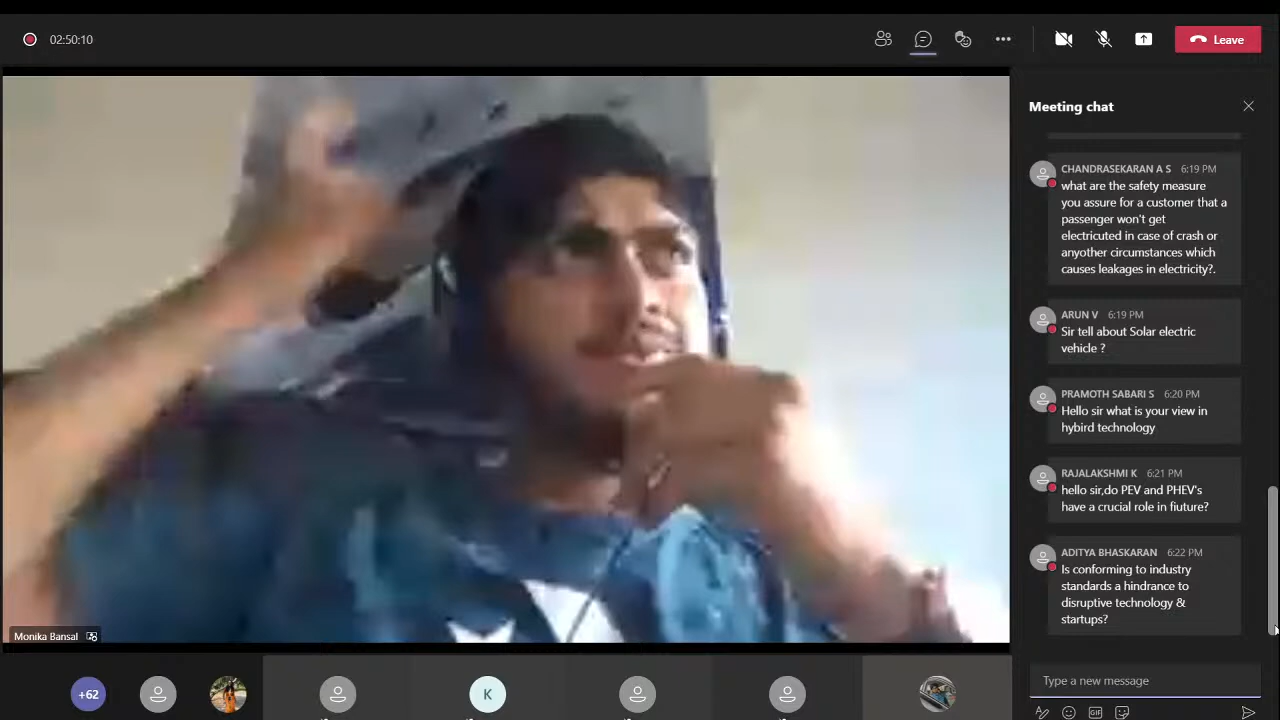 02:50:10
Leave
Meeting chat
CHANDRASEKARAN A S 6:19 PM
what are the safety measure
you assure for a customer that a
passenger won't get
electricuted in case of crash or
anyother circumstances which
causes leakages in electricity?.
ARUN V 6:19 PM
Sir tell about Solar electric
vehicle ?
PRAMOTH SABARI S 6:20 PM
Hello sir what is your view in
hybird technology
RAJALAKSHMI K 6:21 PM
hello sir,do PEV and PHEV's
have a crucial role in fiuture?
ADITYA BHASKARAN 6:22 PM
Is conforming to industry
standards a hindrance to
disruptive technology &
startups?
Monika Bansal
+62
K
Type a new message
GIF